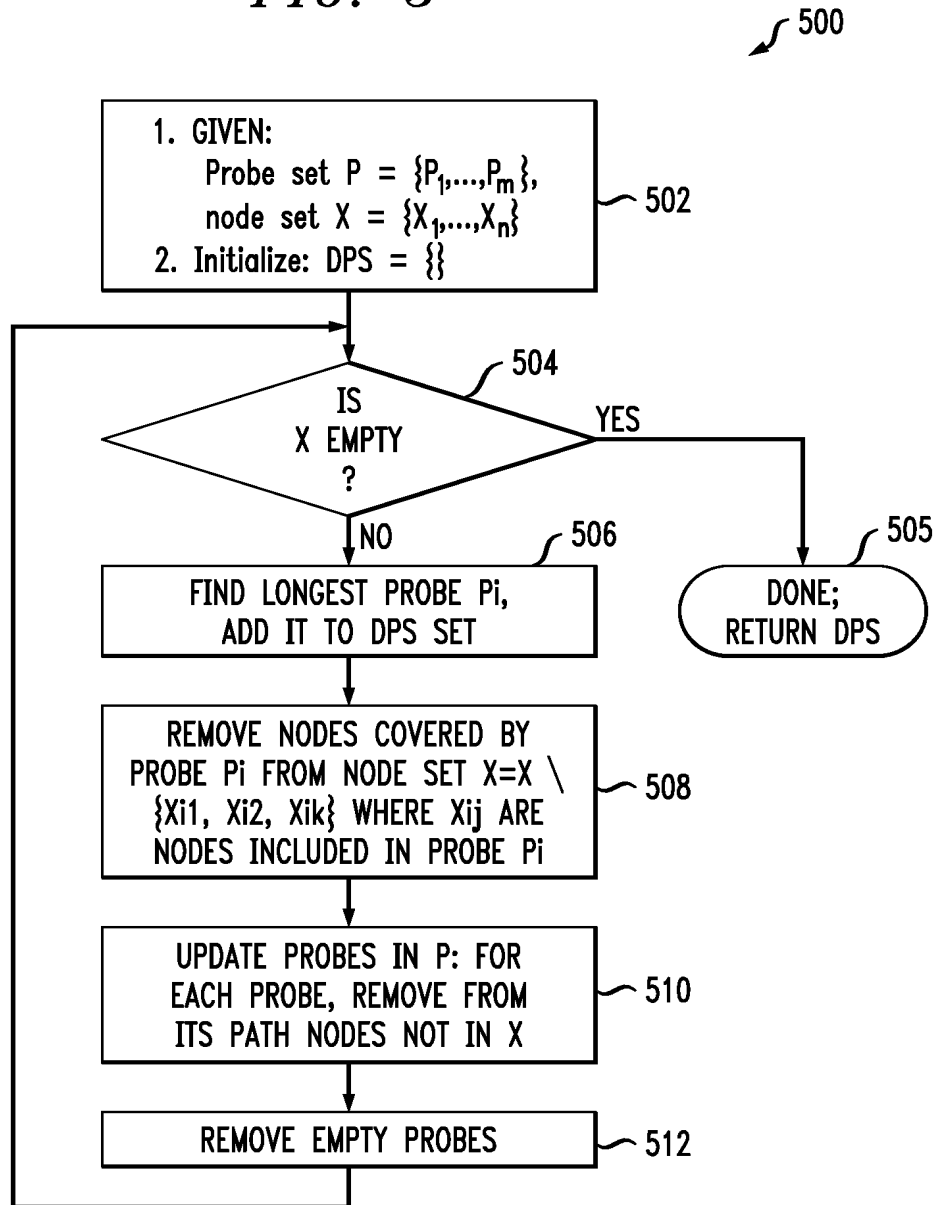 500
1. GIVEN:
Probe set P = {P1,...,Pm},
node set X = {X1,...,Xn}
2. Initialize: DPS = {}
502
504
IS
X EMPTY
?
YES
NO
506
505
FIND LONGEST PROBE Pi,
ADD IT TO DPS SET
DONE;
RETURN DPS
REMOVE NODES COVERED BY
PROBE Pi FROM NODE SET X=X \
{Xi1, Xi2, Xik} WHERE Xij ARE
NODES INCLUDED IN PROBE Pi
508
UPDATE PROBES IN P: FOR
EACH PROBE, REMOVE FROM
ITS PATH NODES NOT IN X
510
REMOVE EMPTY PROBES
512